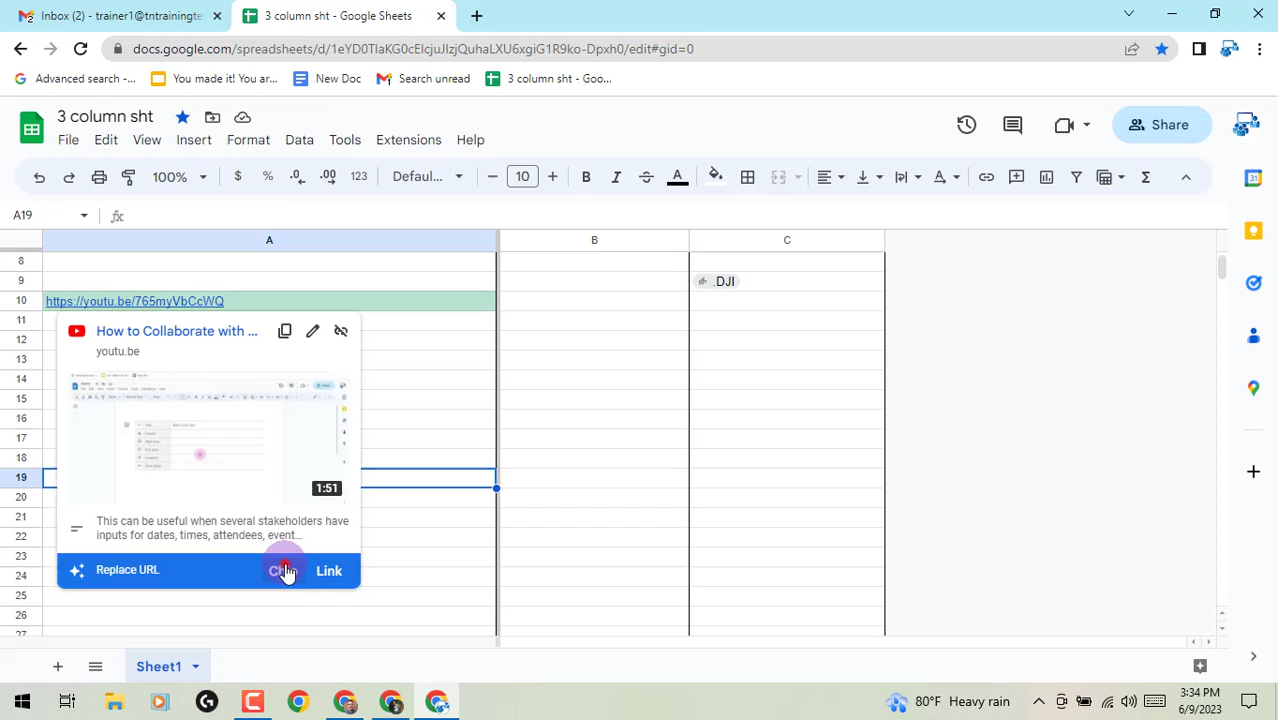 Inbox (2) - trainer1@tntrainingte
3 column sht - Google Sheets
docs.google.com/spreadsheets/d/1eYD0TlaKG0cElcjuJIzjQuhaLXU6xgiG1R9ko-Dpxh0/edit#gid=0
Advanced search -...
You made it! You ar...
New Doc
Search unread
3 column sht - Goo...
3 column sht
File Edit View Insert Format Data Tools Extensions Help
Share
100% $ % .0 .00 123 Defaul... 10 B I A
A19 fx
A B C
8
9 .DJI
10 https://youtu.be/765myVbCcWQ
11 How to Collaborate with ...
youtu.be
12
13
14
15
16
17
18
19 1:51
20
21 This can be useful when several stakeholders have
22 inputs for dates, times, attendees, event...
23
24 Replace URL Link
25
26
27
Sheet1
80°F Heavy rain
3:34 PM
6/9/2023
31